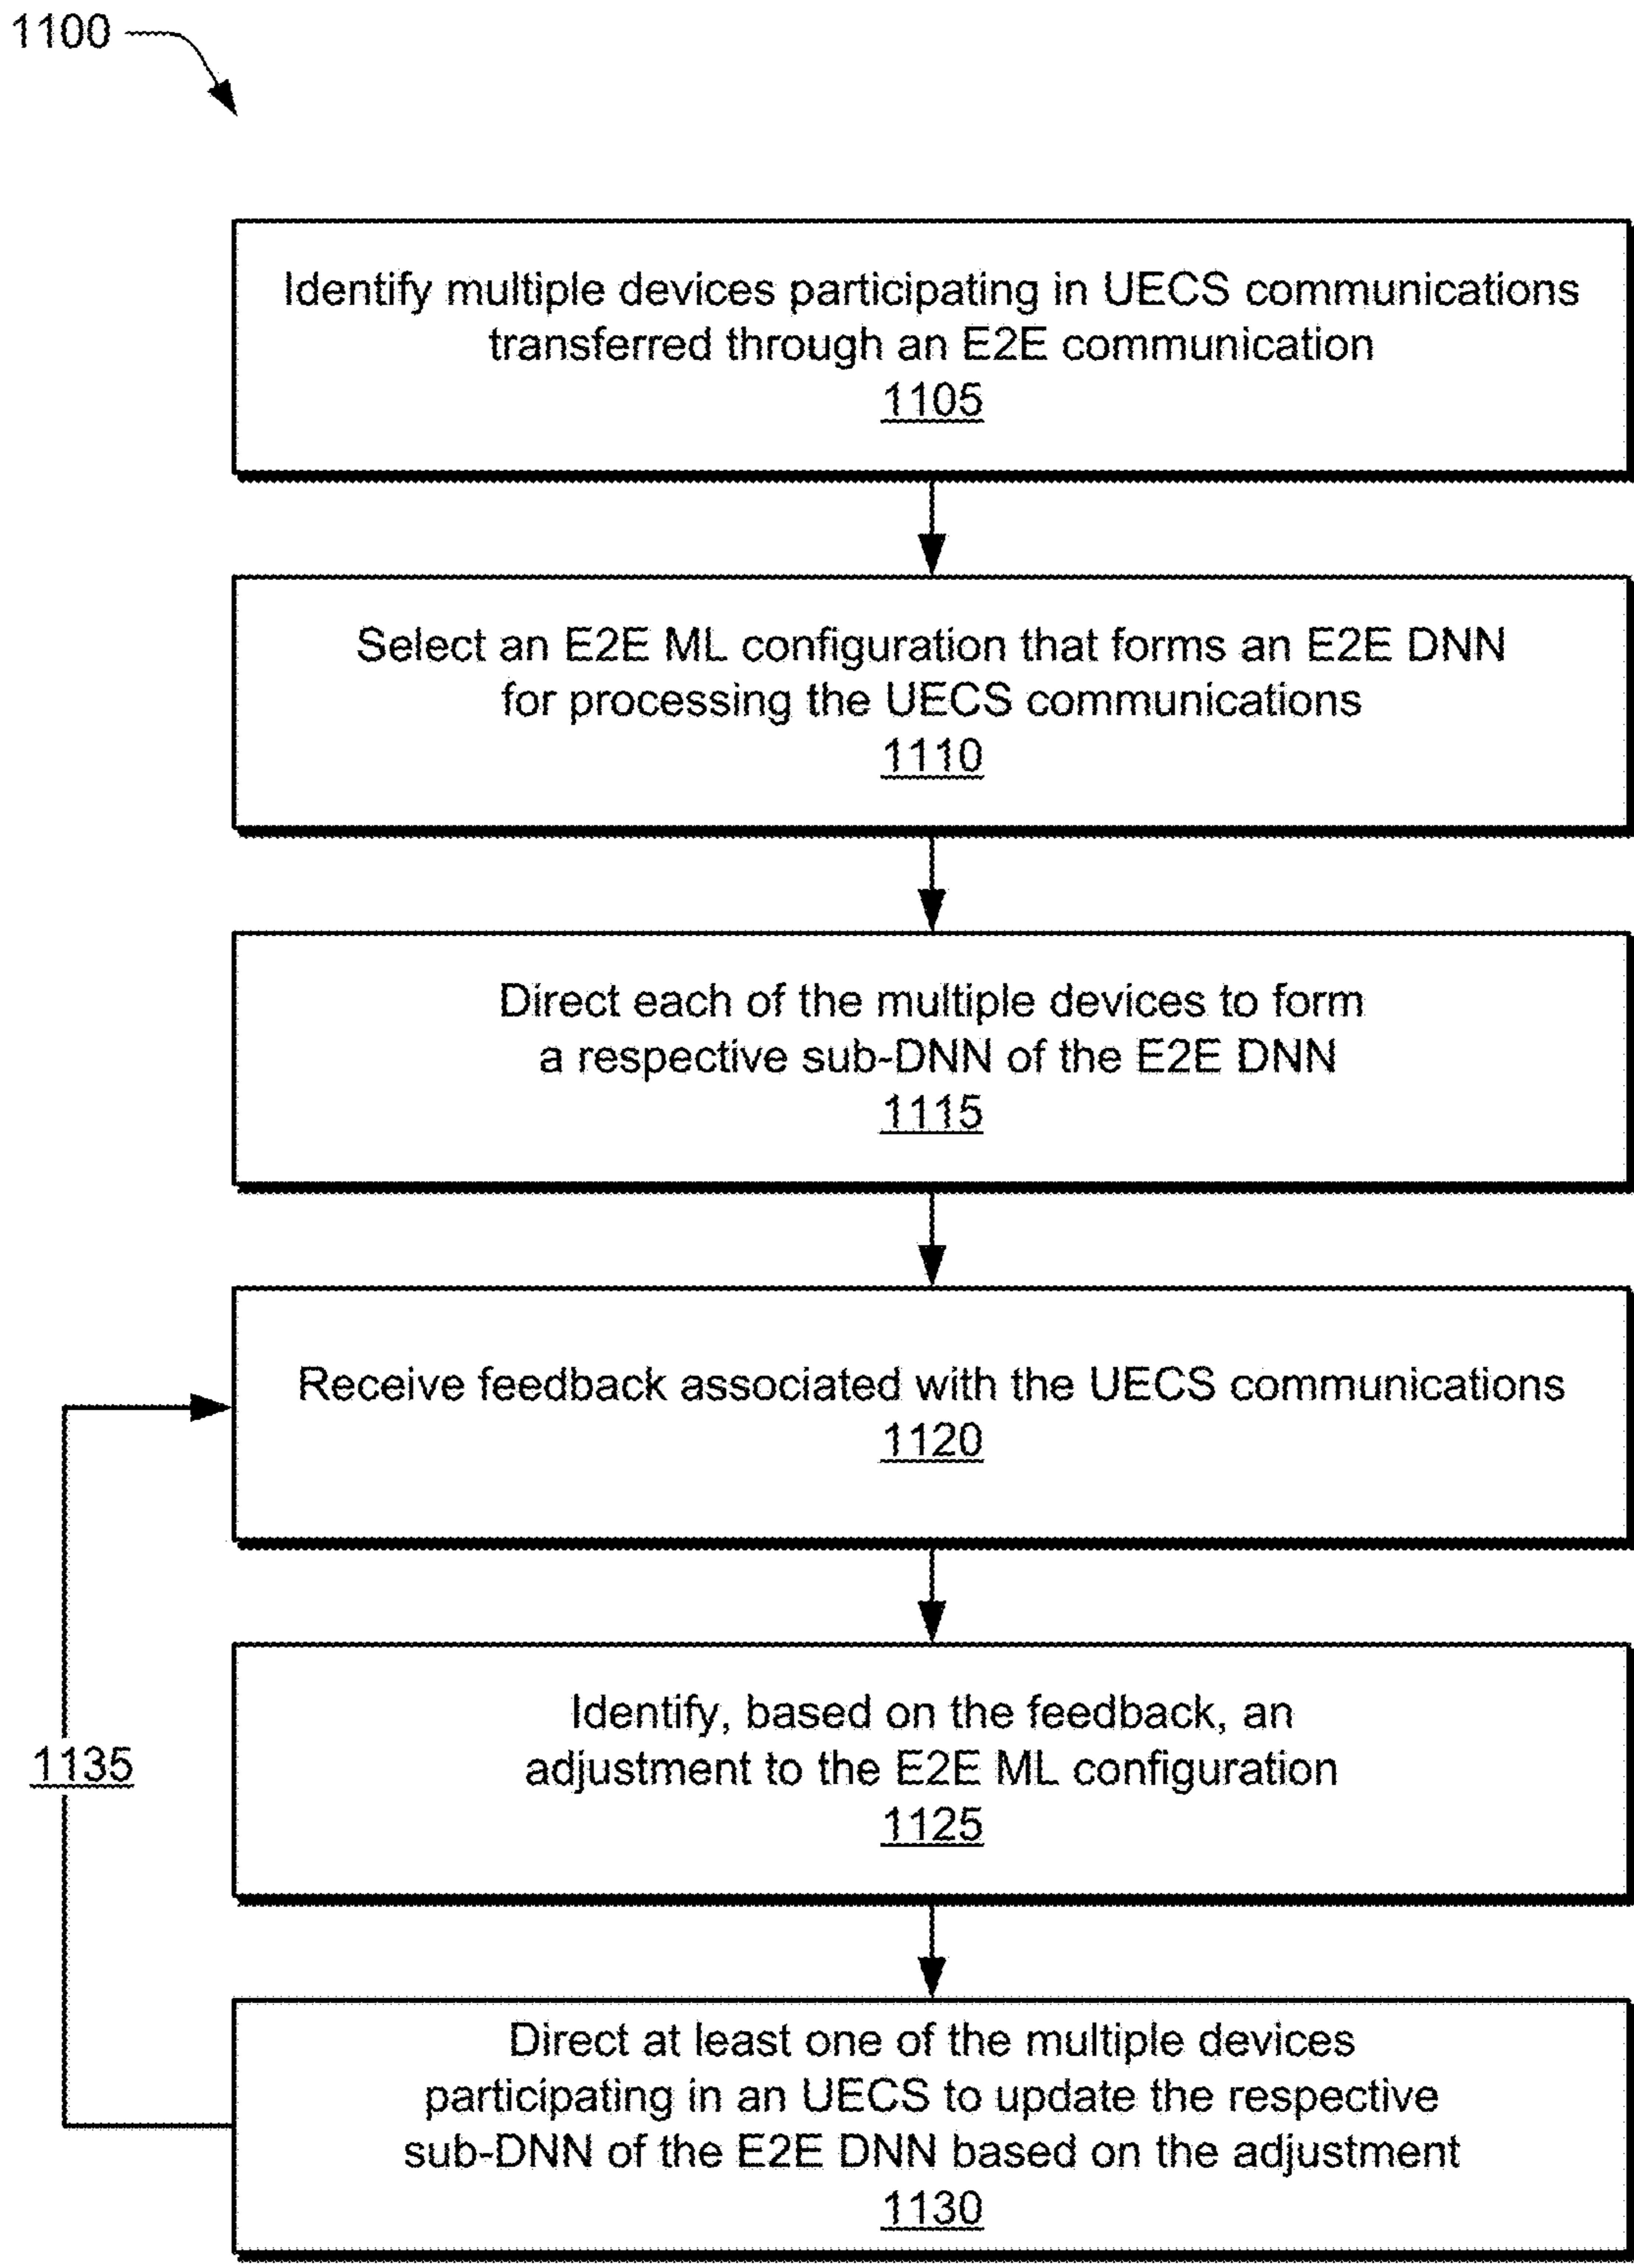 1100
Identify multiple devices participating in UECS communications
transferred through an E2E communication
1105
Select an E2E ML configuration that forms an E2E DNN
for processing the UECS communications
1110
Direct each of the multiple devices to form
a respective sub-DNN of the E2E DNN
1115
Receive feedback associated with the UECS communications
1120
Identify, based on the feedback, an
adjustment to the E2E ML configuration
1125
1135
Direct at least one of the multiple devices
participating in an UECS to update the respective
sub-DNN of the E2E DNN based on the adjustment
1130